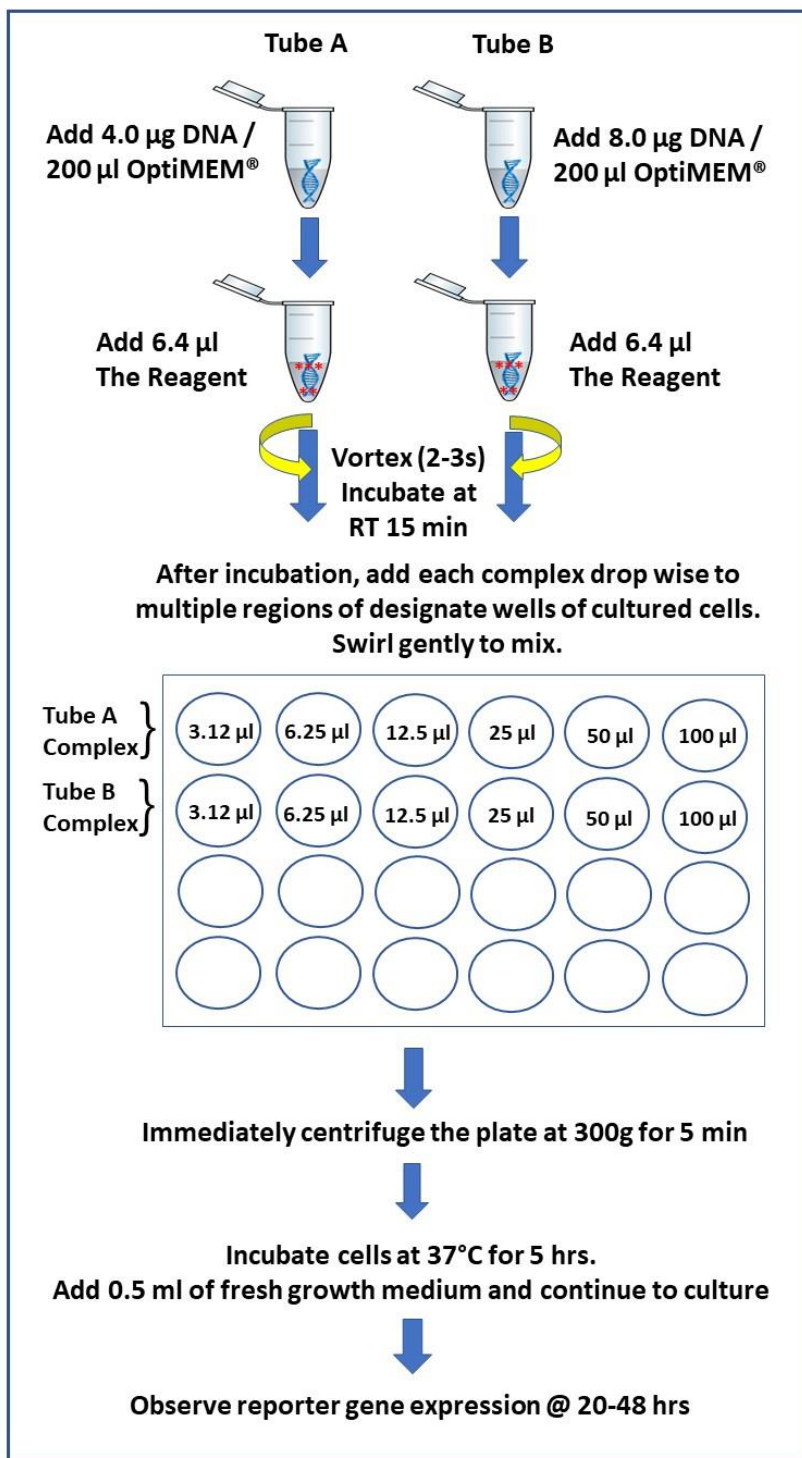 Tube A
Tube B
Add 4.0 µg DNA /
200 µl OptiMEM®
Add 8.0 µg DNA /
200 µl OptiMEM®
Add 6.4 µl
The Reagent
Add 6.4 µl
The Reagent
Vortex (2-3s)
Incubate at
RT 15 min
After incubation, add each complex drop wise to
multiple regions of designate wells of cultured cells.
Swirl gently to mix.
Tube A
Complex
3.12 µl 6.25 µl 12.5 µl 25 µl 50 µl 100 µl
Tube B
Complex
3.12 µl 6.25 µl 12.5 µl 25 µl 50 µl 100 µl
Immediately centrifuge the plate at 300g for 5 min
Incubate cells at 37°C for 5 hrs.
Add 0.5 ml of fresh growth medium and continue to culture
Observe reporter gene expression @ 20-48 hrs